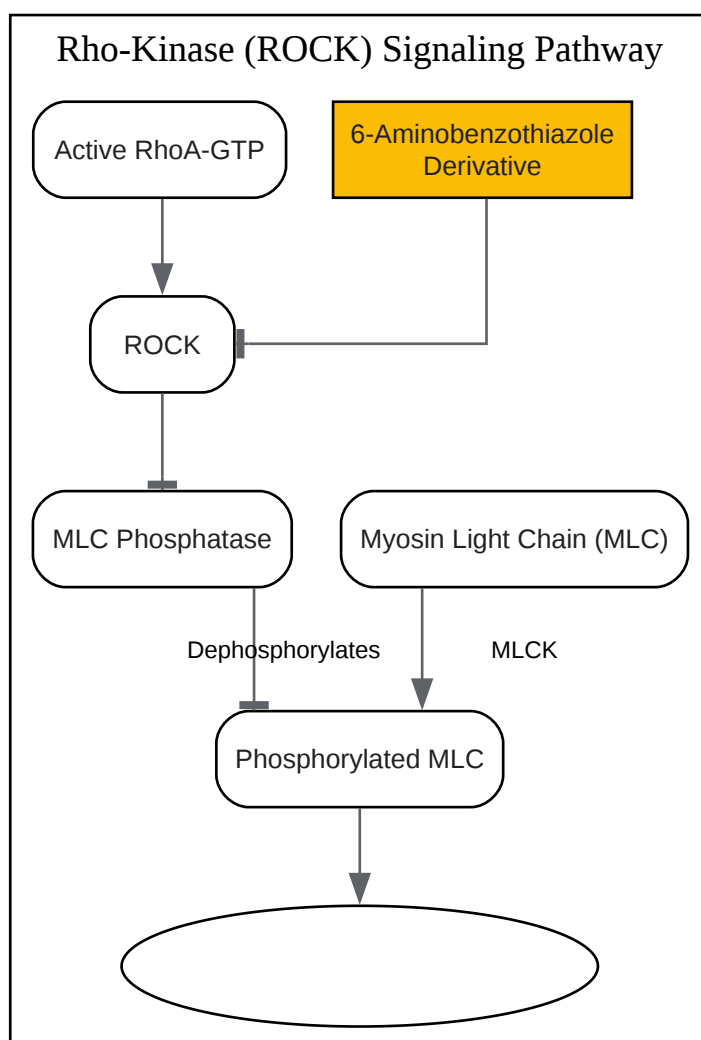 Rho-Kinase (ROCK) Signaling Pathway
Active RhoA-GTP
6-Aminobenzothiazole
Derivative
ROCK
MLC Phosphatase
Myosin Light Chain (MLC)
Dephosphorylates
MLCK
Phosphorylated MLC